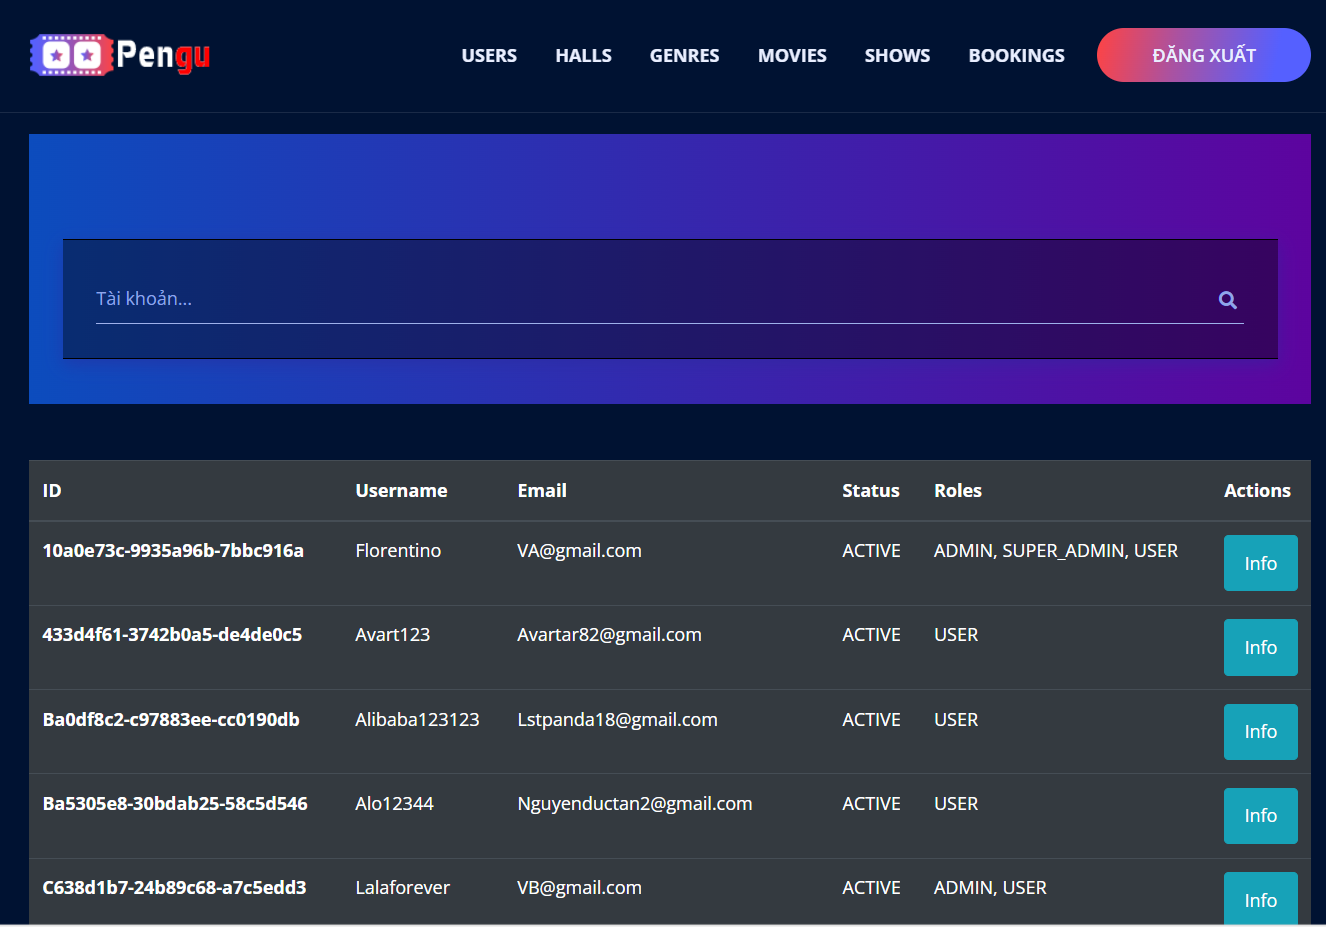 Pengu USERS HALLS GENRES MOVIES SHOWS BOOKINGS ĐĂNG XUẤT
Tài khoản...
ID Username Email Status Roles Actions
10a0e73c-9935a96b-7bbc916a Florentino VA@gmail.com ACTIVE ADMIN, SUPER_ADMIN, USER Info
433d4f61-3742b0a5-de4de0c5 Avart123 Avartar82@gmail.com ACTIVE USER Info
Ba0df8c2-c97883ee-cc0190db Alibaba123123 Lstpanda18@gmail.com ACTIVE USER Info
Ba5305e8-30bdab25-58c5d546 Alo12344 Nguyenductan2@gmail.com ACTIVE USER Info
C638d1b7-24b89c68-a7c5edd3 Lalaforever VB@gmail.com ACTIVE ADMIN, USER Info